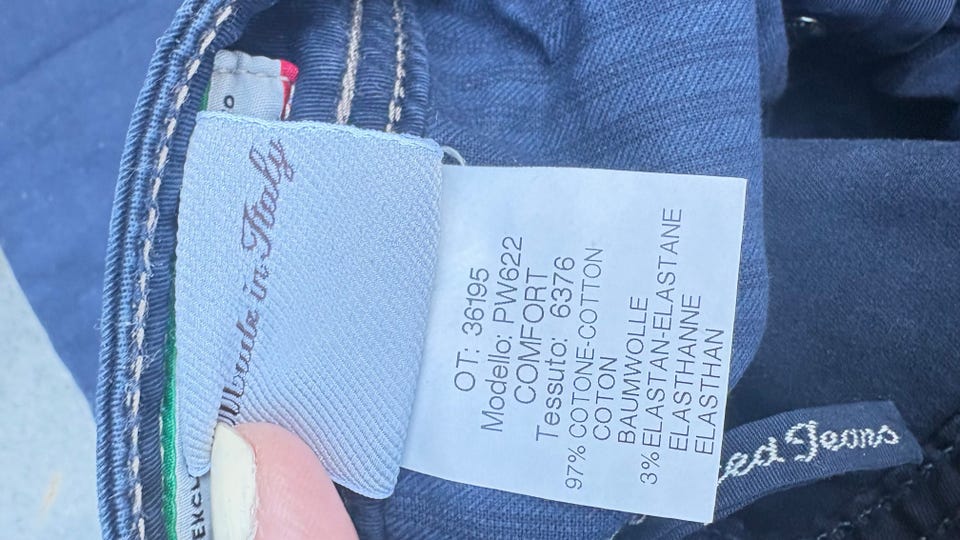 Made in Italy
OT: 36195
Modello: PW622
COMFORT
Tessuto: 6376
97% COTONE-COTTON
COTON
BAUMWOLLE
3% ELASTAN-ELASTANE
ELASTHANNE
ELASTHAN
Jeans